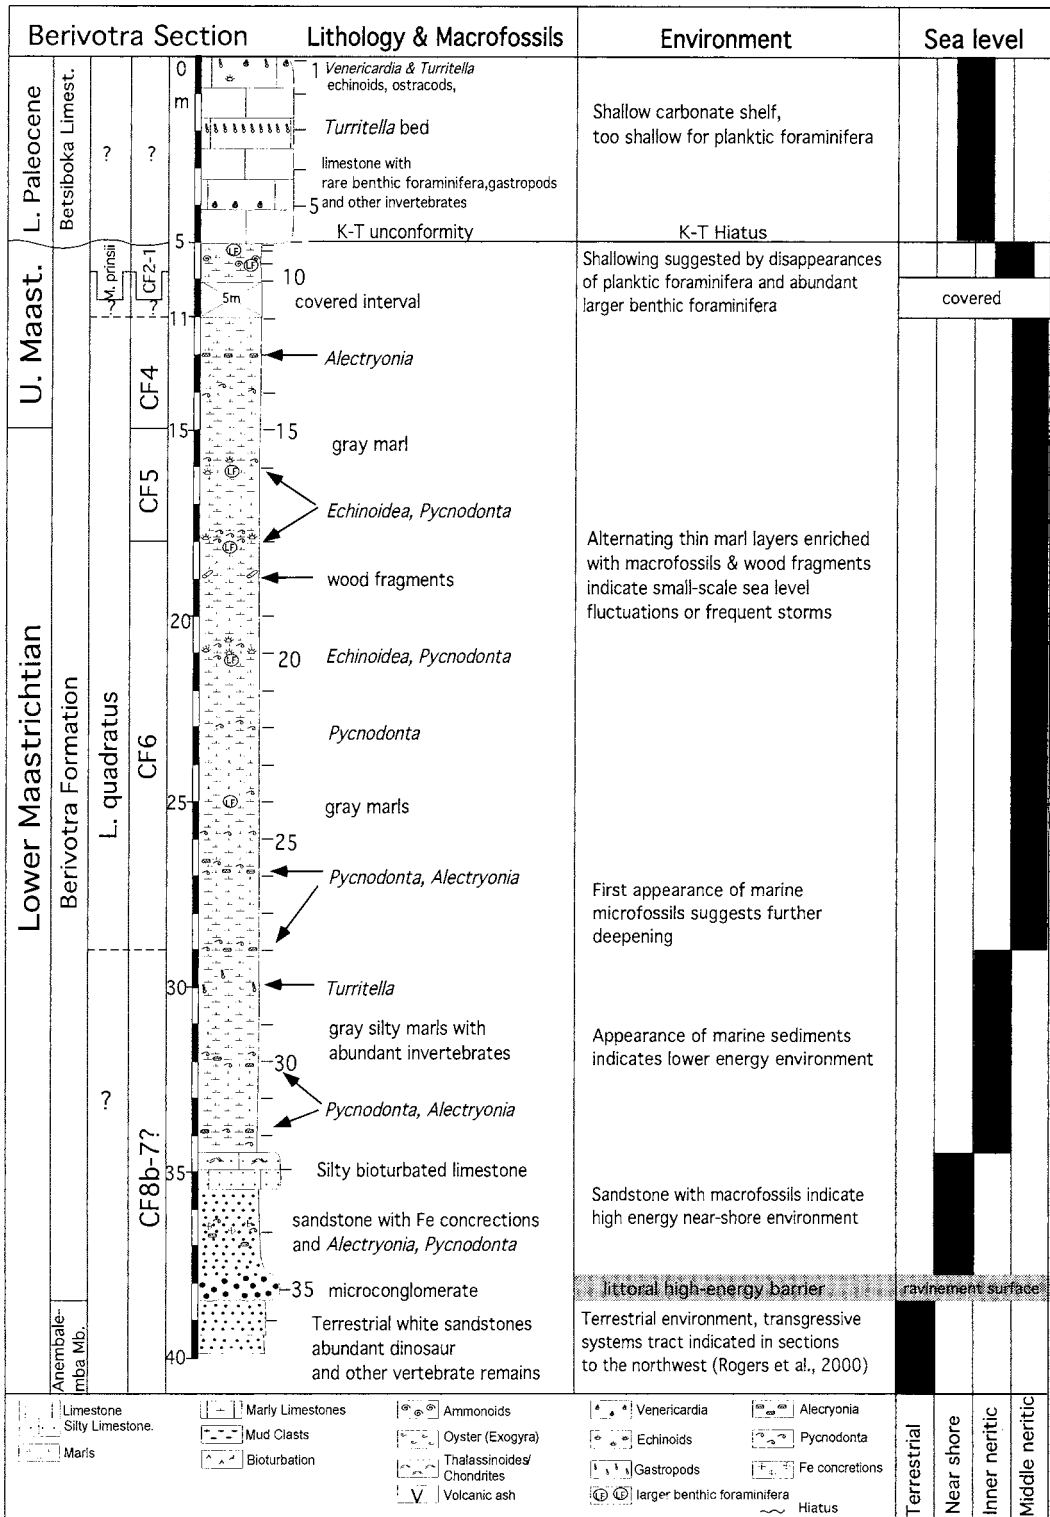 Berivotra Section
Lithology & Macrofossils
Environment
Sea level
L. Paleocene
U. Maast.
Lower Maastrichtian
Betsiboka Limest.
Berivotra Formation
Anembale-
mba Mb.
?
M. prinsii
?
L. quadratus
?
?
CF2-1
?
CF4
CF5
CF6
CF8b-7?
0
m
5
11
15
20
25
30
35
40
5m
1
5
10
15
20
25
30
35
Venericardia & Turritella
echinoids, ostracods,
Turritella bed
limestone with
rare benthic foraminifera,gastropods
and other invertebrates
K-T unconformity
covered interval
Alectryonia
gray marl
Echinoidea, Pycnodonta
wood fragments
Echinoidea, Pycnodonta
Pycnodonta
gray marls
Pycnodonta, Alectryonia
Turritella
gray silty marls with
abundant invertebrates
Pycnodonta, Alectryonia
Silty bioturbated limestone
sandstone with Fe concrections
and Alectryonia, Pycnodonta
microconglomerate
Terrestrial white sandstones
abundant dinosaur
and other vertebrate remains
LF
LF
LF
LF
LF
LF
Shallow carbonate shelf,
too shallow for planktic foraminifera
K-T Hiatus
Shallowing suggested by disappearances
of planktic foraminifera and abundant
larger benthic foraminifera
Alternating thin marl layers enriched
with macrofossils & wood fragments
indicate small-scale sea level
fluctuations or frequent storms
First appearance of marine
microfossils suggests further
deepening
Appearance of marine sediments
indicates lower energy environment
Sandstone with macrofossils indicate
high energy near-shore environment
littoral high-energy barrier
Terrestrial environment, transgressive
systems tract indicated in sections
to the northwest (Rogers et al., 2000)
covered
ravinement surface
Limestone
Silty Limestone.
Marls
Marly Limestones
Mud Clasts
Bioturbation
Ammonoids
Oyster (Exogyra)
Thalassinoides/
Chondrites
V Volcanic ash
Venericardia
Echinoids
Gastropods
LF LF larger benthic foraminifera
Alecryonia
Pycnodonta
Fe concretions
Hiatus
Terrestrial
Near shore
Inner neritic
Middle neritic